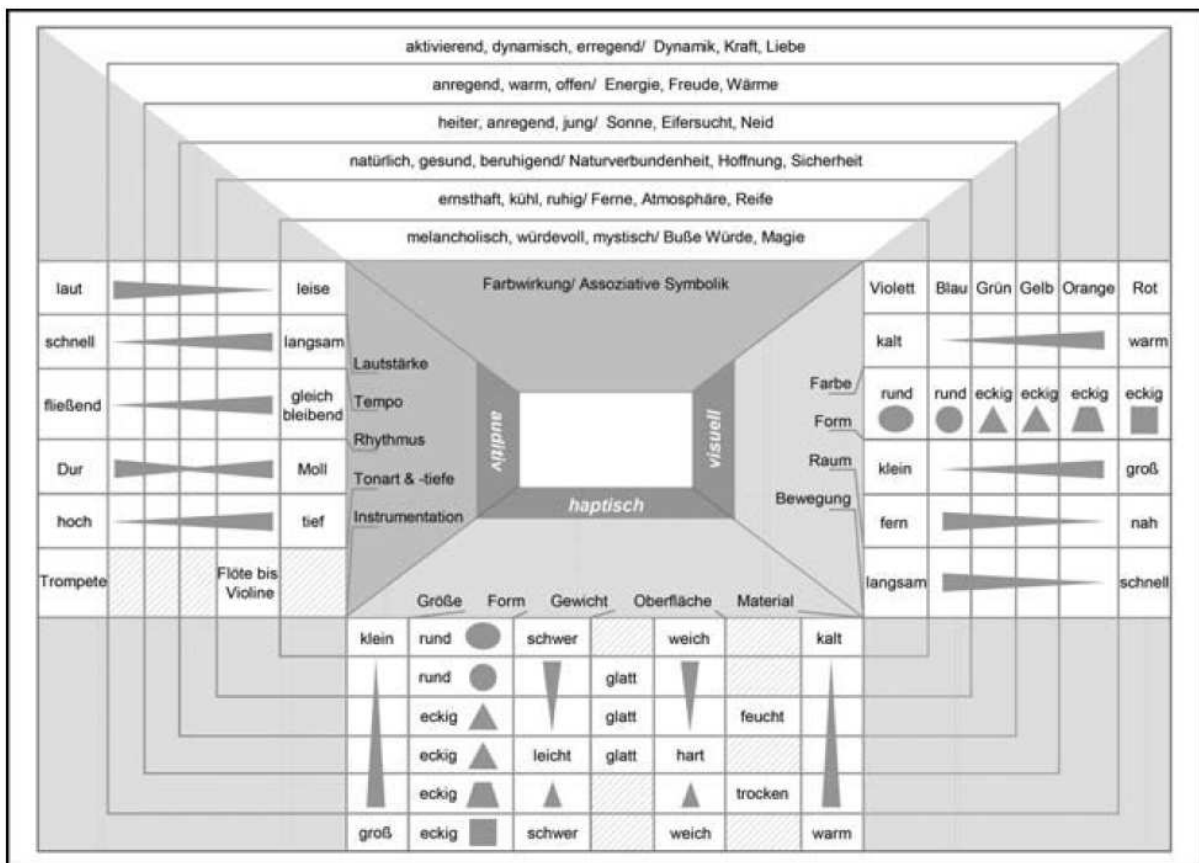 aktivierend, dynamisch, erregend/ Dynamik, Kraft, Liebe
anregend, warm, offen/ Energie, Freude, Wärme
heiter, anregend, jung/ Sonne, Eifersucht, Neid
natürlich, gesund, beruhigend/ Naturverbundenheit, Hoffnung, Sicherheit
ernsthaft, kühl, ruhig/ Ferne, Atmosphäre, Reife
melancholisch, würdevoll, mystisch/ Buße Würde, Magie
Farbwirkung/ Assoziative Symbolik
laut leise
schnell langsam
fließend gleich
bleibend
Dur Moll
hoch tief
Trompete Flöte bis
Violine
Lautstärke
Tempo
Rhythmus
Tonart & -tiefe
Instrumentation
auditiv
visuell
haptisch
Farbe
Form
Raum
Bewegung
Violett Blau Grün Gelb Orange Rot
kalt warm
rund rund eckig eckig eckig eckig
klein groß
fern nah
langsam schnell
Größe Form Gewicht Oberfläche Material
klein rund schwer weich kalt
rund glatt
eckig glatt feucht
eckig leicht glatt hart
eckig trocken
groß eckig schwer weich warm